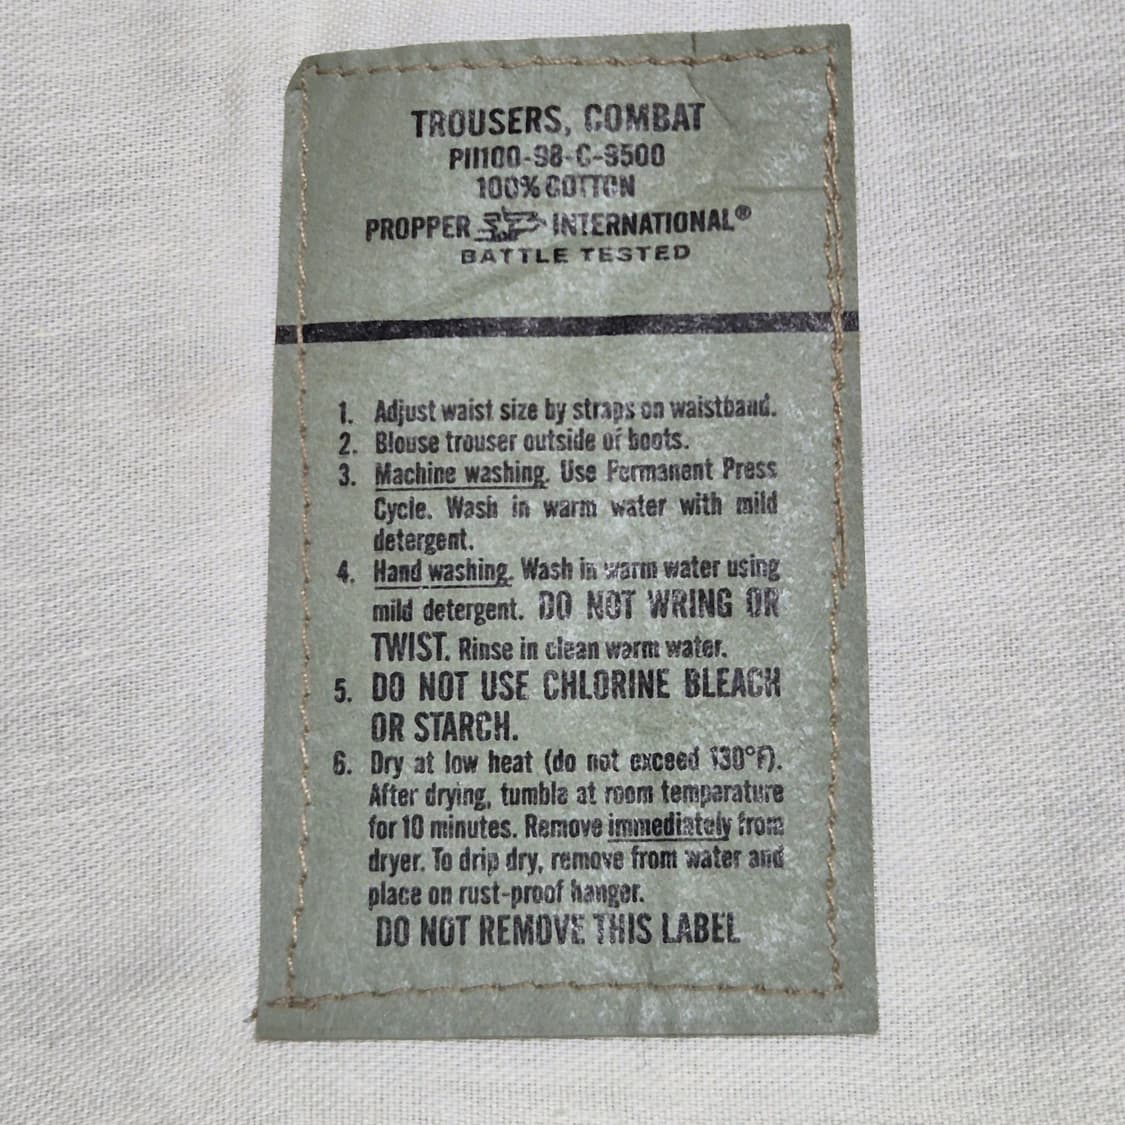 TROUSERS, COMBAT
PII100-98-C-9500
100% COTTON
PROPPER INTERNATIONAL®
BATTLE TESTED
1. Adjust waist size by straps on waistband.
2. Blouse trouser outside of boots.
3. Machine washing. Use Permanent Press
Cycle. Wash in warm water with mild
detergent.
4. Hand washing. Wash in warm water using
mild detergent. DO NOT WRING OR
TWIST. Rinse in clean warm water.
5. DO NOT USE CHLORINE BLEACH
OR STARCH.
6. Dry at low heat (do not exceed 130°F).
After drying, tumble at room temperature
for 10 minutes. Remove immediately from
dryer. To drip dry, remove from water and
place on rust-proof hanger.
DO NOT REMOVE THIS LABEL